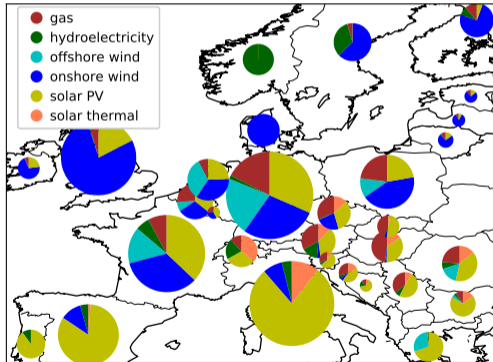 gas
hydroelectricity
offshore wind
onshore wind
solar PV
solar thermal